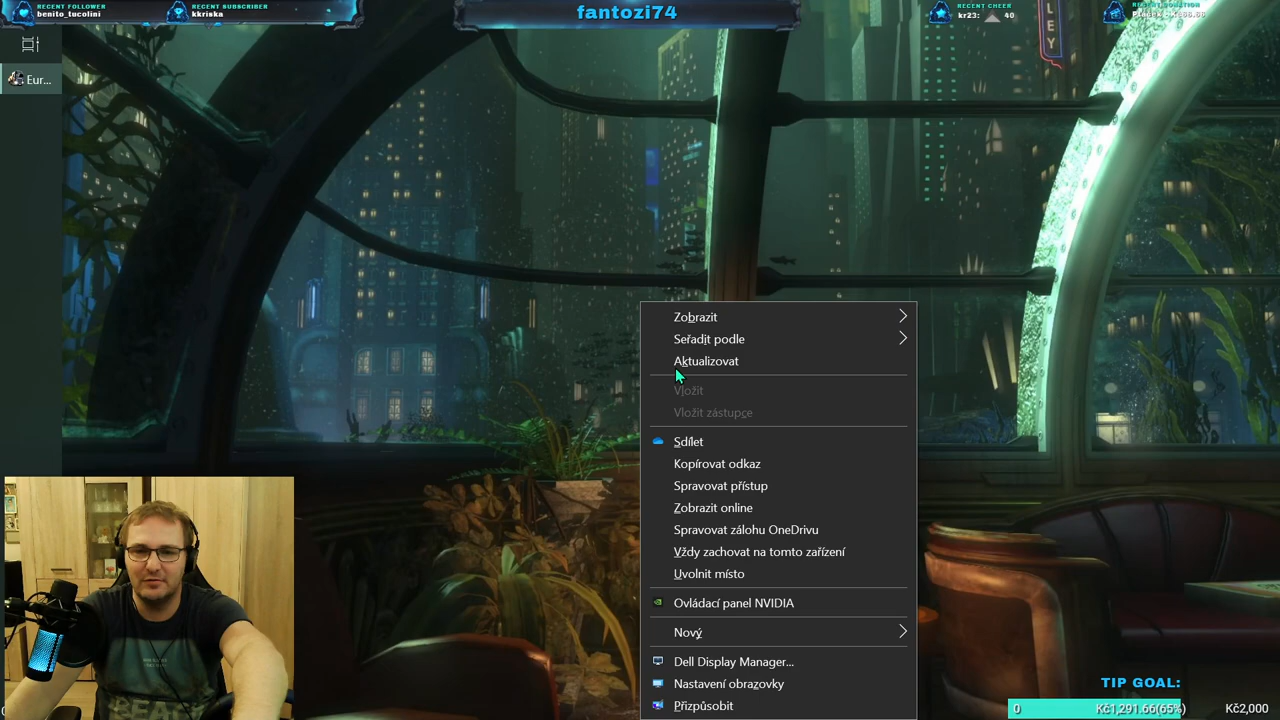 RECENT FOLLOWER
benito_tucolini
RECENT SUBSCRIBER
kkriska
fantozi74
RECENT CHEER
kr23: 40
LEY
Eur...
Zobrazit
Seřadit podle
Aktualizovat
Vložit
Vložit zástupce
Sdílet
Kopírovat odkaz
Spravovat přístup
Zobrazit online
Spravovat zálohu OneDrivu
Vždy zachovat na tomto zařízení
Uvolnit místo
Ovládací panel NVIDIA
Nový
Dell Display Manager...
Nastavení obrazovky
Přizpůsobit
TIP GOAL:
0 Kč1,291.66(65%) Kč2,000